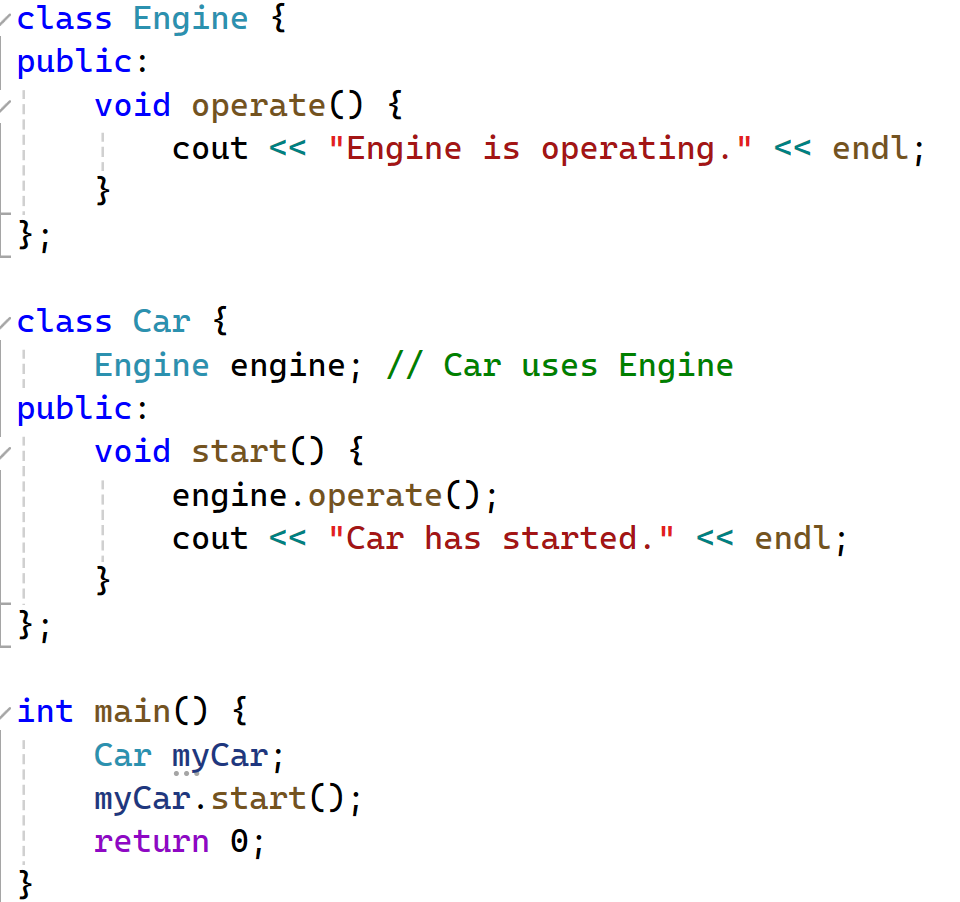 class Engine {
public:
    void operate() {
        cout << "Engine is operating." << endl;
    }
};

class Car {
    Engine engine; // Car uses Engine
public:
    void start() {
        engine.operate();
        cout << "Car has started." << endl;
    }
};

int main() {
    Car myCar;
    myCar.start();
    return 0;
}